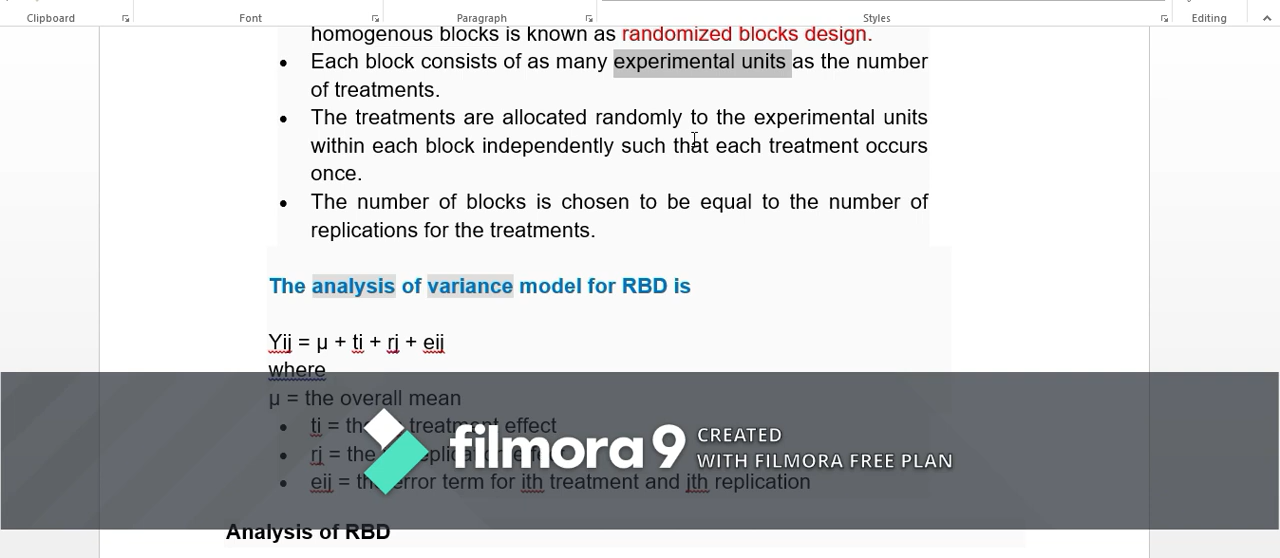 Clipboard Font Paragraph Styles Editing
homogenous blocks is known as randomized blocks design.
• Each block consists of as many experimental units as the number
of treatments.
• The treatments are allocated randomly to the experimental units
within each block independently such that each treatment occurs
once.
• The number of blocks is chosen to be equal to the number of
replications for the treatments.
The analysis of variance model for RBD is
Yij = µ + ti + rj + eij
where
µ = the overall mean
• ti = the treatment effect
• rj = the
• eij = the error term for ith treatment and jth replication
filmora 9 CREATED
WITH FILMORA FREE PLAN
Analysis of RBD